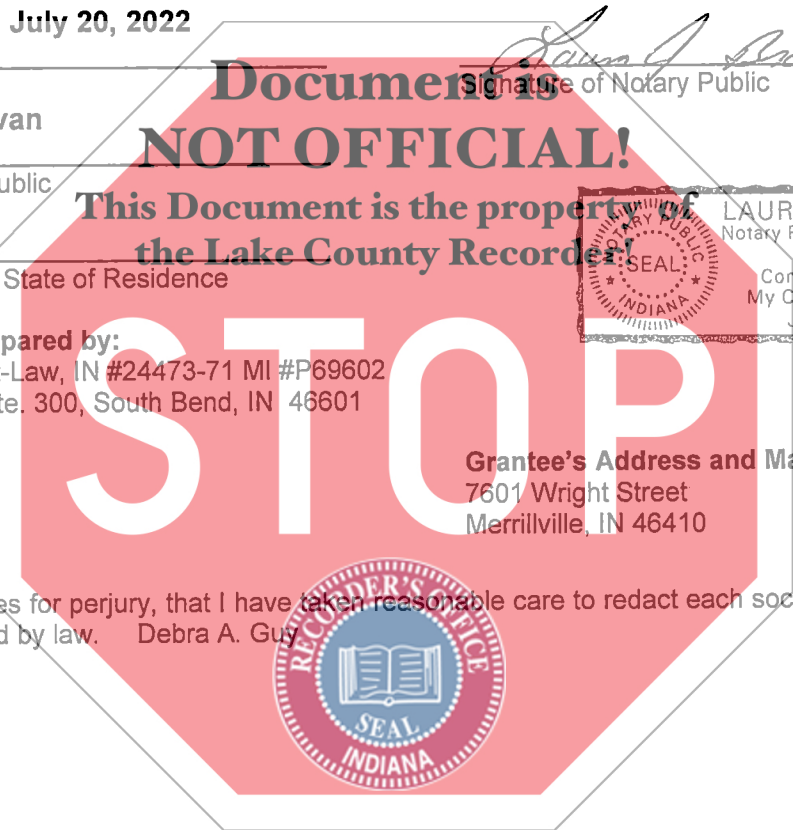 July 20, 2022
Laura J
Document is
Signature of Notary Public
van
NOT OFFICIAL!
ublic
This Document is the property of
the Lake County Recorder!
LAUR
Notary P
NOTARY PUBLIC
SEAL
INDIANA
Con
My C
State of Residence
STOP
pared by:
-Law, IN #24473-71 MI #P69602
te. 300, South Bend, IN 46601
Grantee's Address and Ma
7601 Wright Street
Merrillville, IN 46410
es for perjury, that I have taken reasonable care to redact each soc
d by law. Debra A. Guy
RECORDER'S OFFICE
SEAL
INDIANA